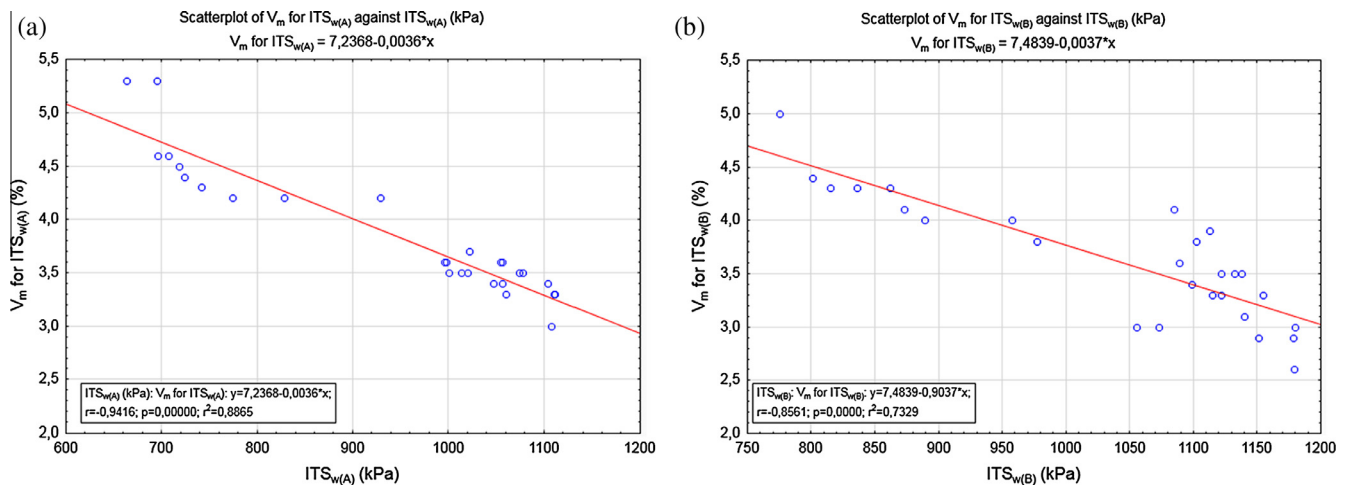 (a)
Scatterplot of Vm for ITSw(A) against ITSw(A) (kPa)
Vm for ITSw(A) = 7,2368-0,0036*x
5,5
5,0
4,5
4,0
3,5
3,0
2,5
2,0
Vm for ITSw(A) (%)
ITSw(A) (kPa): Vm for ITSw(A): y=7,2368-0,0036*x;
r=-0,9416; p=0,00000; r²=0,8865
600 700 800 900 1000 1100 1200
ITSw(A) (kPa)
(b)
Scatterplot of Vm for ITSw(B) against ITSw(B) (kPa)
Vm for ITSw(B) = 7,4839-0,0037*x
5,5
5,0
4,5
4,0
3,5
3,0
2,5
2,0
Vm for ITSw(B) (%)
ITSw(B): Vm for ITSw(B): y=7,4839-0,9037*x;
r=-0,8561; p=0,0000; r²=0,7329
750 800 850 900 950 1000 1050 1100 1150 1200
ITSw(B) (kPa)